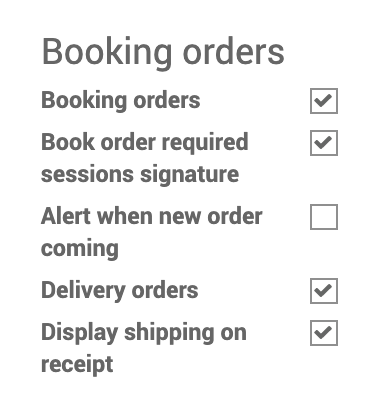 Booking orders
Booking orders
Book order required
sessions signature
Alert when new order
coming
Delivery orders
Display shipping on
receipt